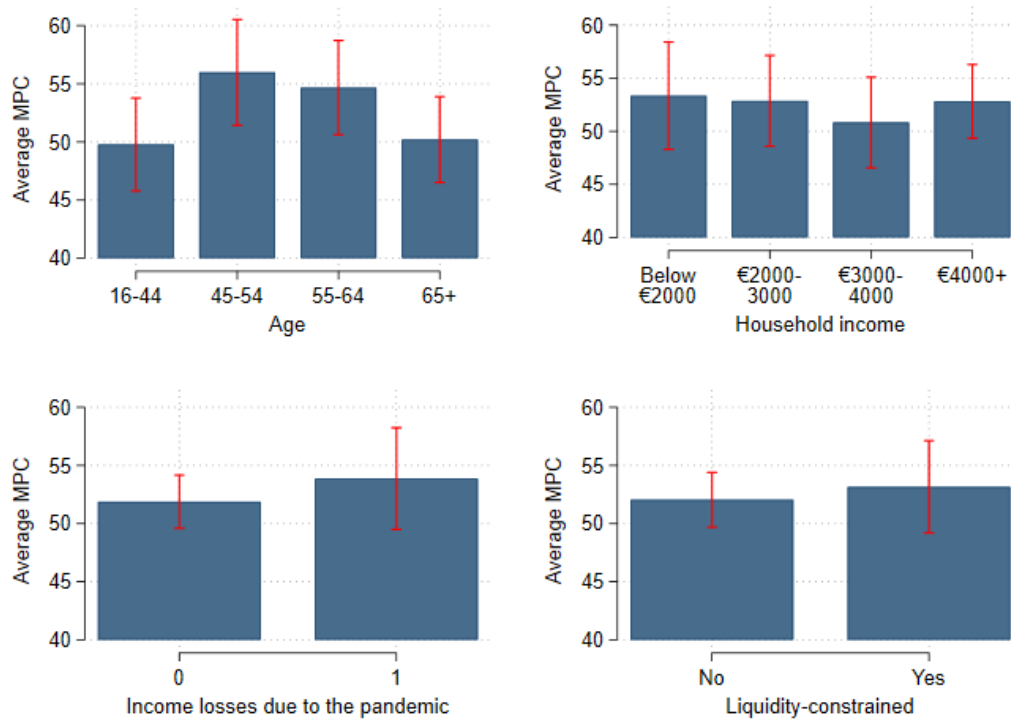 60
55
50
45
40
Average MPC
16-44 45-54 55-64 65+
Age
60
55
50
45
40
Average MPC
Below €2000- €3000- €4000+
€2000 3000 4000
Household income
60
55
50
45
40
Average MPC
0 1
Income losses due to the pandemic
60
55
50
45
40
Average MPC
No Yes
Liquidity-constrained